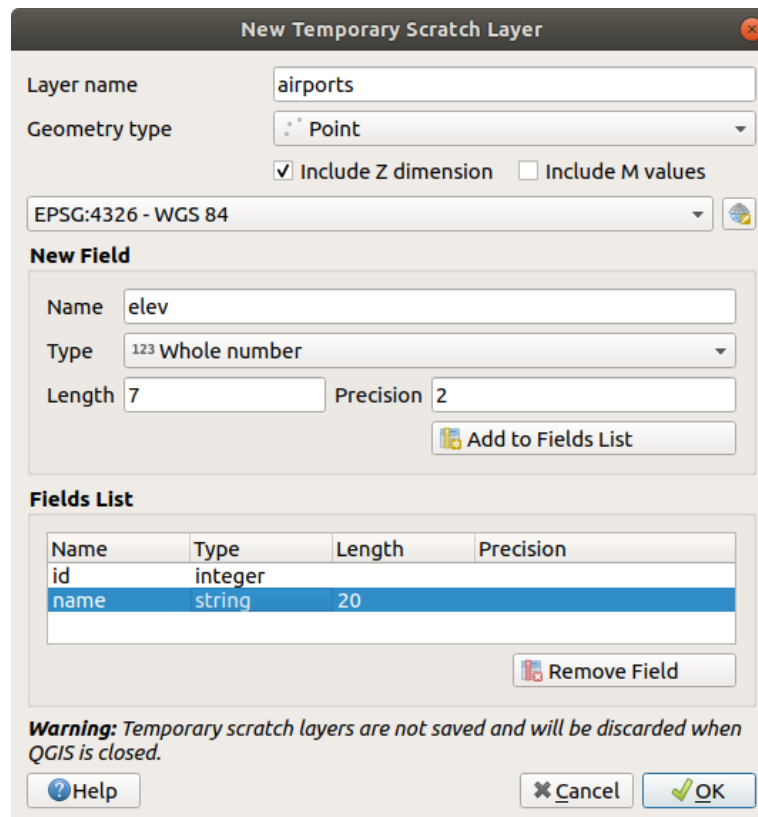 New Temporary Scratch Layer
Layer name airports
Geometry type Point
Include Z dimension Include M values
EPSG:4326 - WGS 84
New Field
Name elev
Type 123 Whole number
Length 7 Precision 2
Add to Fields List
Fields List
Name Type Length Precision
id integer
name string 20
Remove Field
Warning: Temporary scratch layers are not saved and will be discarded when
QGIS is closed.
Help Cancel OK